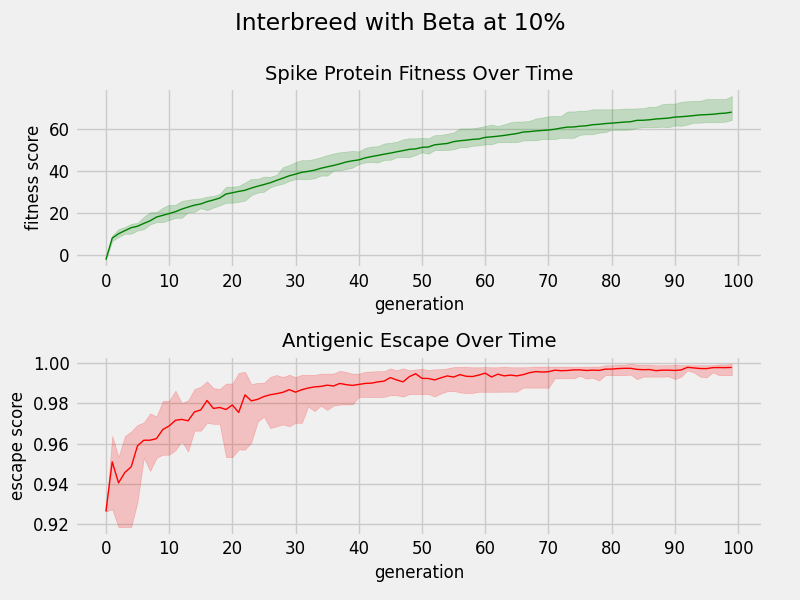 Interbreed with Beta at 10%
Spike Protein Fitness Over Time
fitness score
60
40
20
0
0 10 20 30 40 50 60 70 80 90 100
generation
Antigenic Escape Over Time
escape score
1.00
0.98
0.96
0.94
0.92
0 10 20 30 40 50 60 70 80 90 100
generation